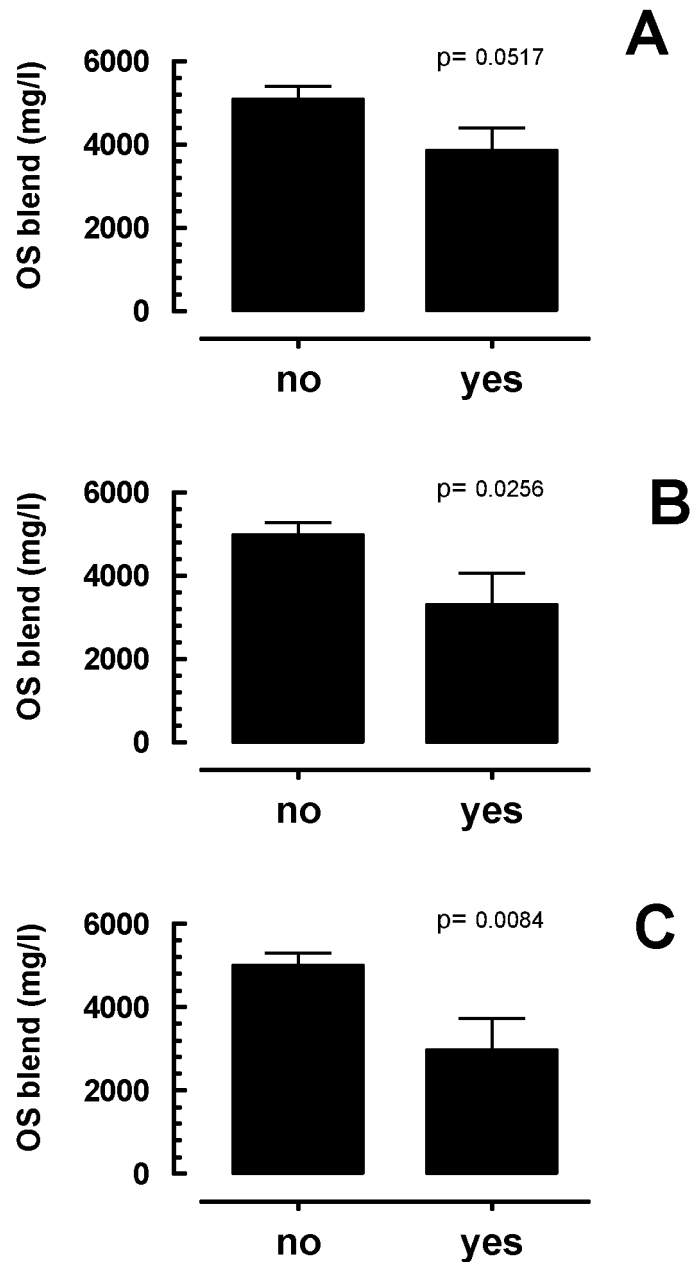 A
p= 0.0517
OS blend (mg/l)
6000
4000
2000
0
no yes
B
p= 0.0256
OS blend (mg/l)
6000
4000
2000
0
no yes
C
p= 0.0084
OS blend (mg/l)
6000
4000
2000
0
no yes